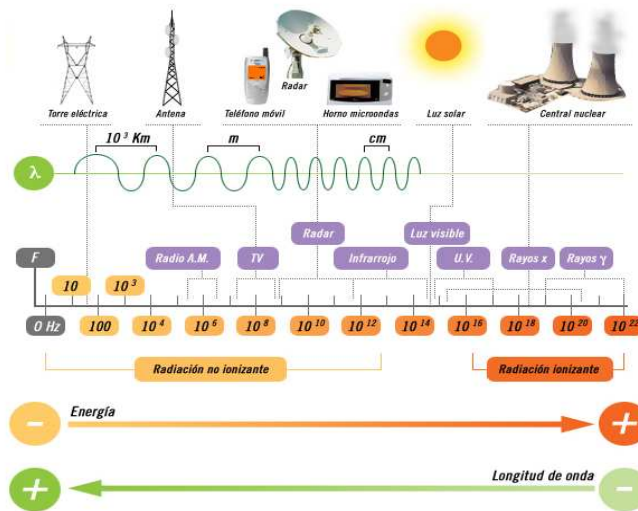 Radar
Torre eléctrica
Antena
Teléfono móvil
Horno microondas
Luz solar
Central nuclear
10³ Km
m
cm
λ
Radar
Luz visible
F
Radio A.M.
TV
Infrarrojo
U.V.
Rayos x
Rayos γ
10
10³
0 Hz
100
10⁴
10⁶
10⁸
10¹⁰
10¹²
10¹⁴
10¹⁶
10¹⁸
10²⁰
10²²
Radiación no ionizante
Radiación ionizante
Energía
-
+
Longitud de onda
+
-